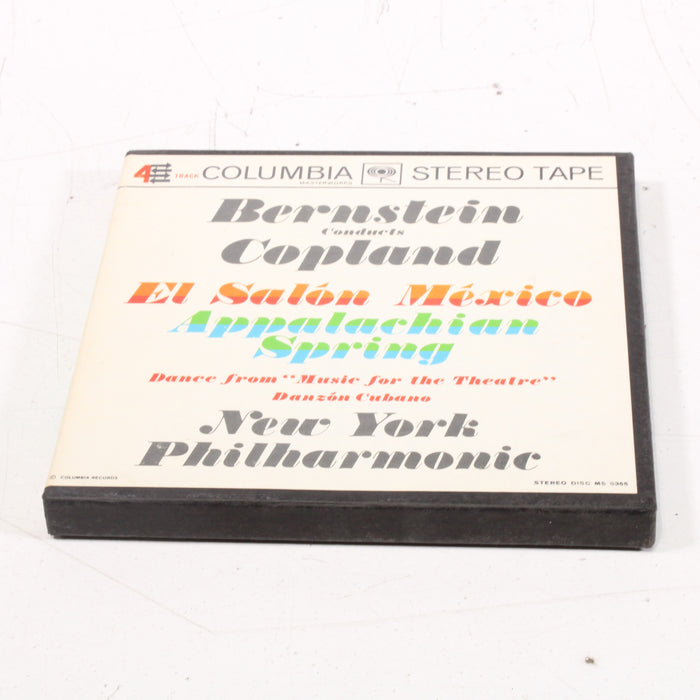 4 TRACK COLUMBIA STEREO TAPE
MASTERWORKS
Bernstein
Conducts
Copland
El Salón México
Appalachian
Spring
Dance from "Music for the Theatre"
Danzón Cubano
New York
Philharmonic
© COLUMBIA RECORDS
STEREO DISC MS 6355